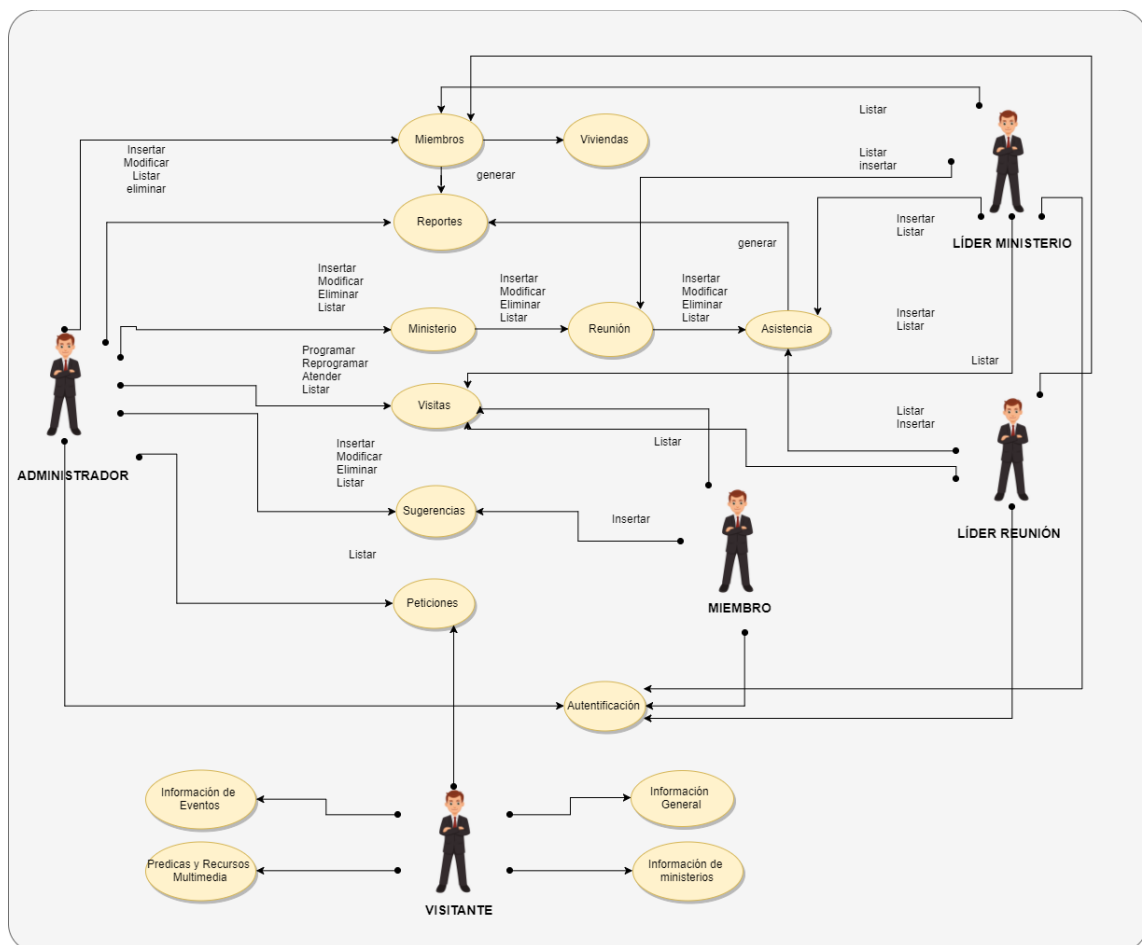 Listar
Miembros
Viviendas
Insertar
Modificar
Listar
eliminar
Listar
insertar
generar
Reportes
Insertar
Listar
LÍDER MINISTERIO
generar
Insertar
Modificar
Eliminar
Listar
Insertar
Modificar
Eliminar
Listar
Insertar
Modificar
Eliminar
Listar
Ministerio
Reunión
Asistencia
Insertar
Listar
Programar
Reprogramar
Atender
Listar
Listar
Visitas
Listar
Insertar
Insertar
Modificar
Eliminar
Listar
Listar
ADMINISTRADOR
Sugerencias
Insertar
LÍDER REUNIÓN
Listar
Peticiones
MIEMBRO
Autentificación
Información de
Eventos
Información
General
Predicas y Recursos
Multimedia
Información de
ministerios
VISITANTE